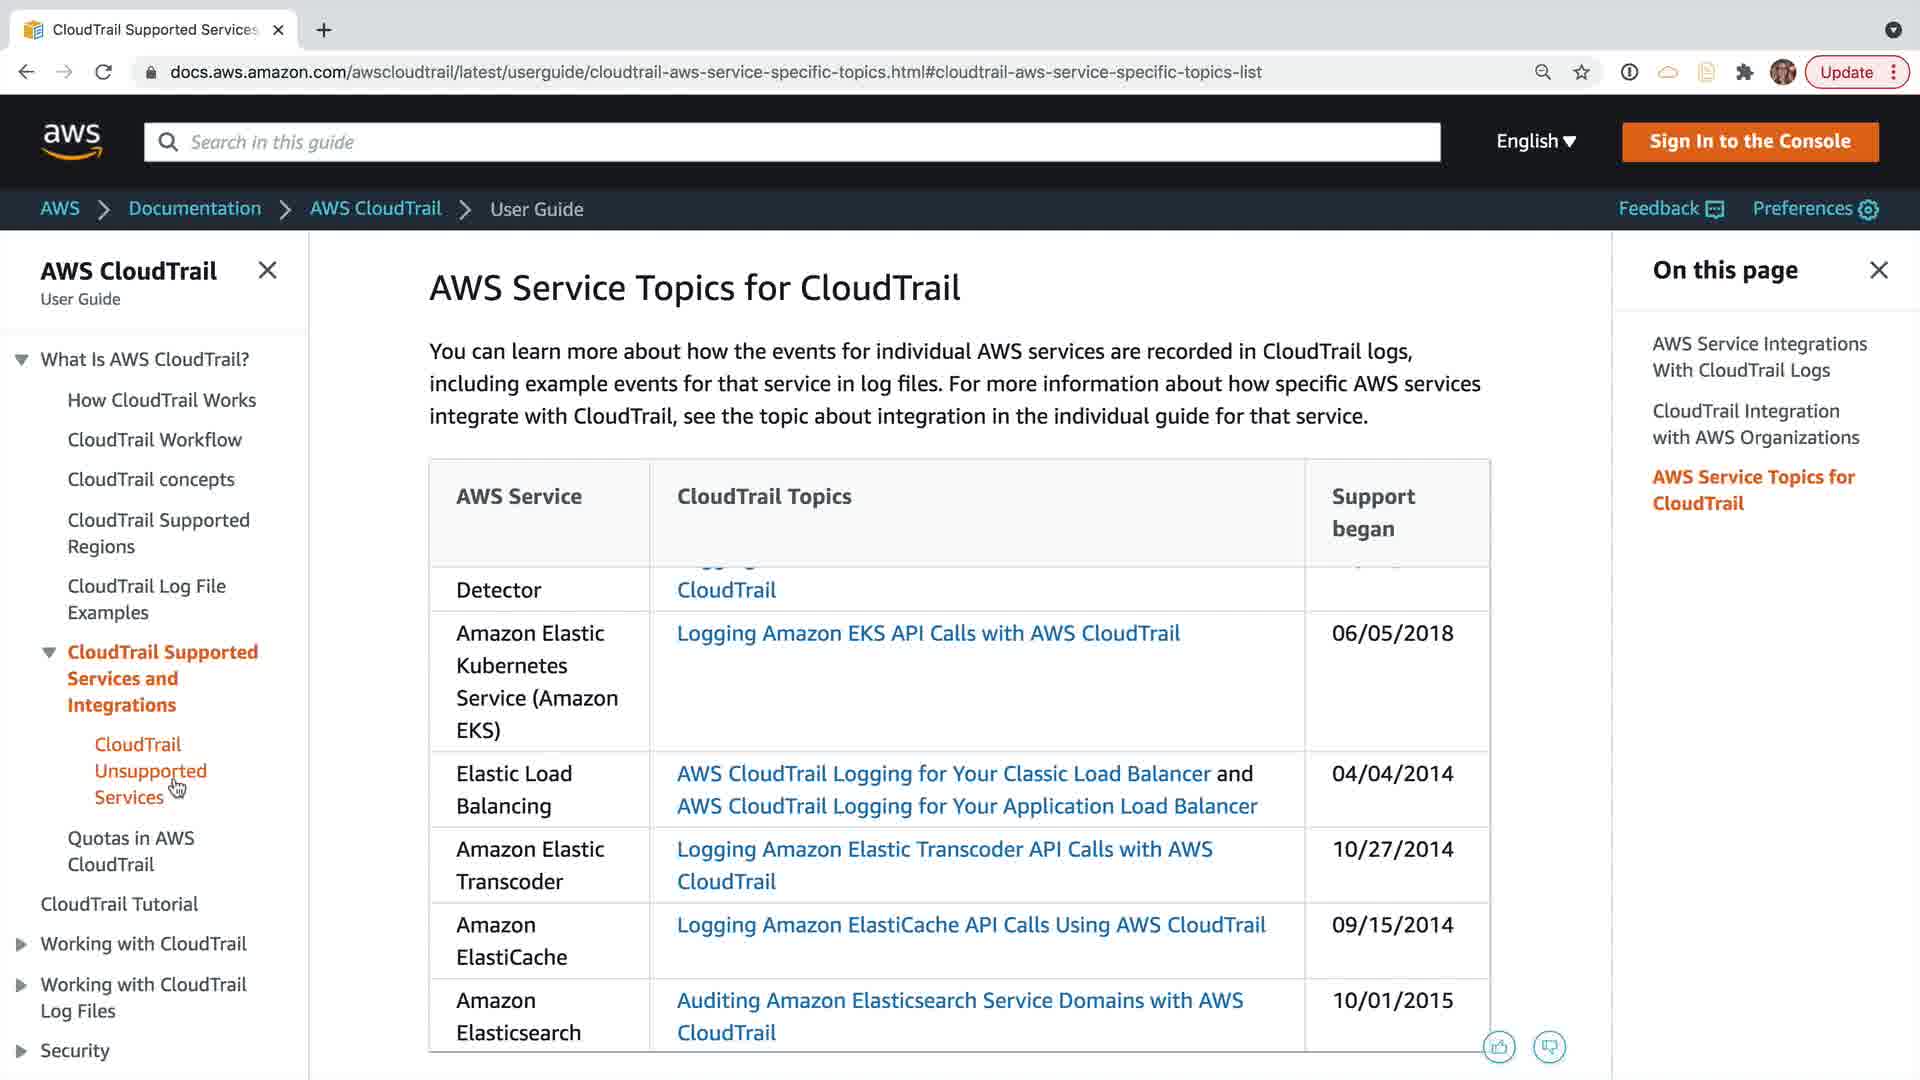 CloudTrail Supported Services
docs.aws.amazon.com/awscloudtrail/latest/userguide/cloudtrail-aws-service-specific-topics.html#cloudtrail-aws-service-specific-topics-list
Update
aws
Search in this guide
English
Sign In to the Console
AWS
Documentation
AWS CloudTrail
User Guide
Feedback
Preferences
AWS CloudTrail
User Guide
What Is AWS CloudTrail?
How CloudTrail Works
CloudTrail Workflow
CloudTrail concepts
CloudTrail Supported
Regions
CloudTrail Log File
Examples
CloudTrail Supported
Services and
Integrations
CloudTrail
Unsupported
Services
Quotas in AWS
CloudTrail
CloudTrail Tutorial
Working with CloudTrail
Working with CloudTrail
Log Files
Security
AWS Service Topics for CloudTrail
You can learn more about how the events for individual AWS services are recorded in CloudTrail logs,
including example events for that service in log files. For more information about how specific AWS services
integrate with CloudTrail, see the topic about integration in the individual guide for that service.
AWS Service
CloudTrail Topics
Support
began
Detector
CloudTrail
Amazon Elastic
Kubernetes
Service (Amazon
EKS)
Logging Amazon EKS API Calls with AWS CloudTrail
06/05/2018
Elastic Load
Balancing
AWS CloudTrail Logging for Your Classic Load Balancer and
AWS CloudTrail Logging for Your Application Load Balancer
04/04/2014
Amazon Elastic
Transcoder
Logging Amazon Elastic Transcoder API Calls with AWS
CloudTrail
10/27/2014
Amazon
ElastiCache
Logging Amazon ElastiCache API Calls Using AWS CloudTrail
09/15/2014
Amazon
Elasticsearch
Auditing Amazon Elasticsearch Service Domains with AWS
CloudTrail
10/01/2015
On this page
AWS Service Integrations
With CloudTrail Logs
CloudTrail Integration
with AWS Organizations
AWS Service Topics for
CloudTrail